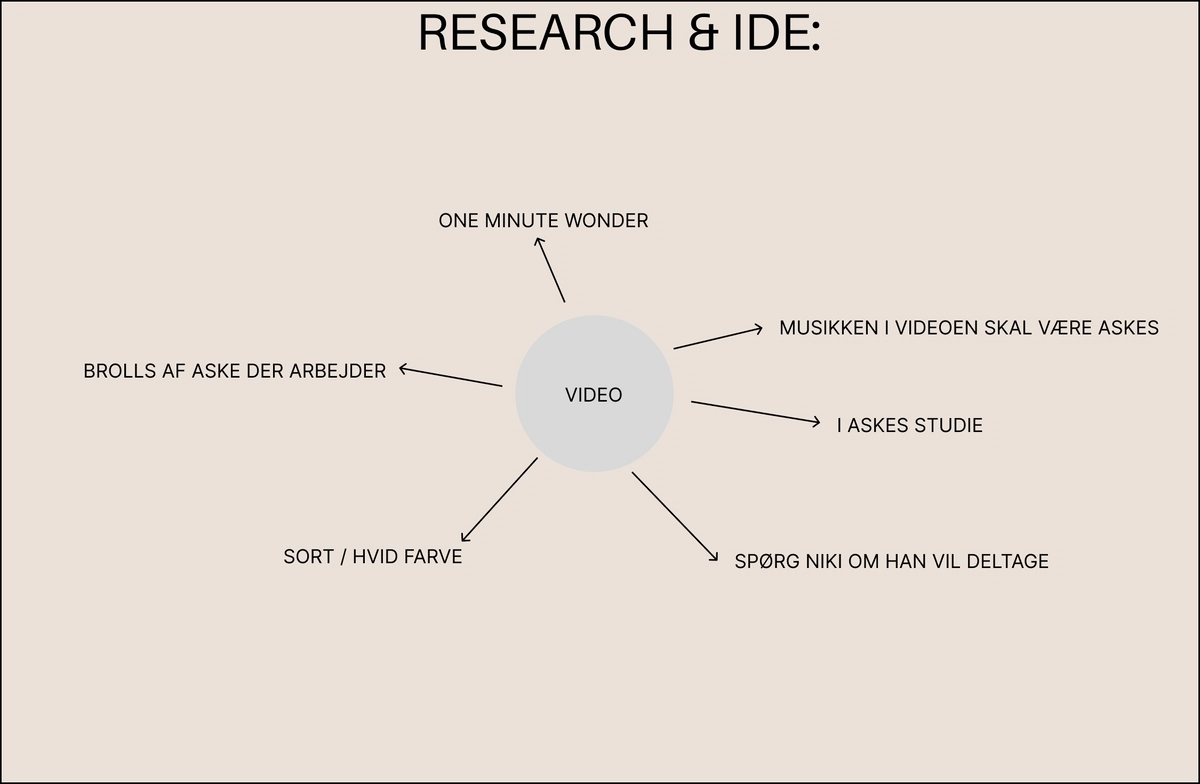 RESEARCH & IDE:
ONE MINUTE WONDER
MUSIKKEN I VIDEOEN SKAL VÆRE ASKES
BROLLS AF ASKE DER ARBEJDER
VIDEO
I ASKES STUDIE
SORT / HVID FARVE
SPØRG NIKI OM HAN VIL DELTAGE